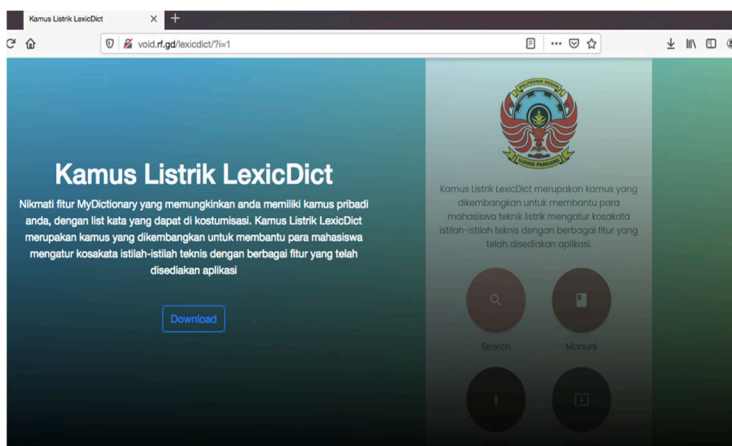 Kamus Listrik LexicDict
void.rf.gd/lexicdict/?i=1
Kamus Listrik LexicDict
Nikmati fitur MyDictionary yang memungkinkan anda memiliki kamus pribadi
anda, dengan list kata yang dapat di kostumisasi. Kamus Listrik LexicDict
merupakan kamus yang dikembangkan untuk membantu para mahasiswa
mengatur kosakata istilah-istilah teknis dengan berbagai fitur yang telah
disediakan aplikasi
Download
POLITEKNIK NEGERI
UJUNG PANDANG
Kamus Listrik LexicDict merupakan kamus yang
dikembangkan untuk membantu para
mahasiswa teknik listrik mengatur kosakata
istilah-istilah teknis dengan berbagai fitur yang
telah disediakan aplikasi.
Search
Manual